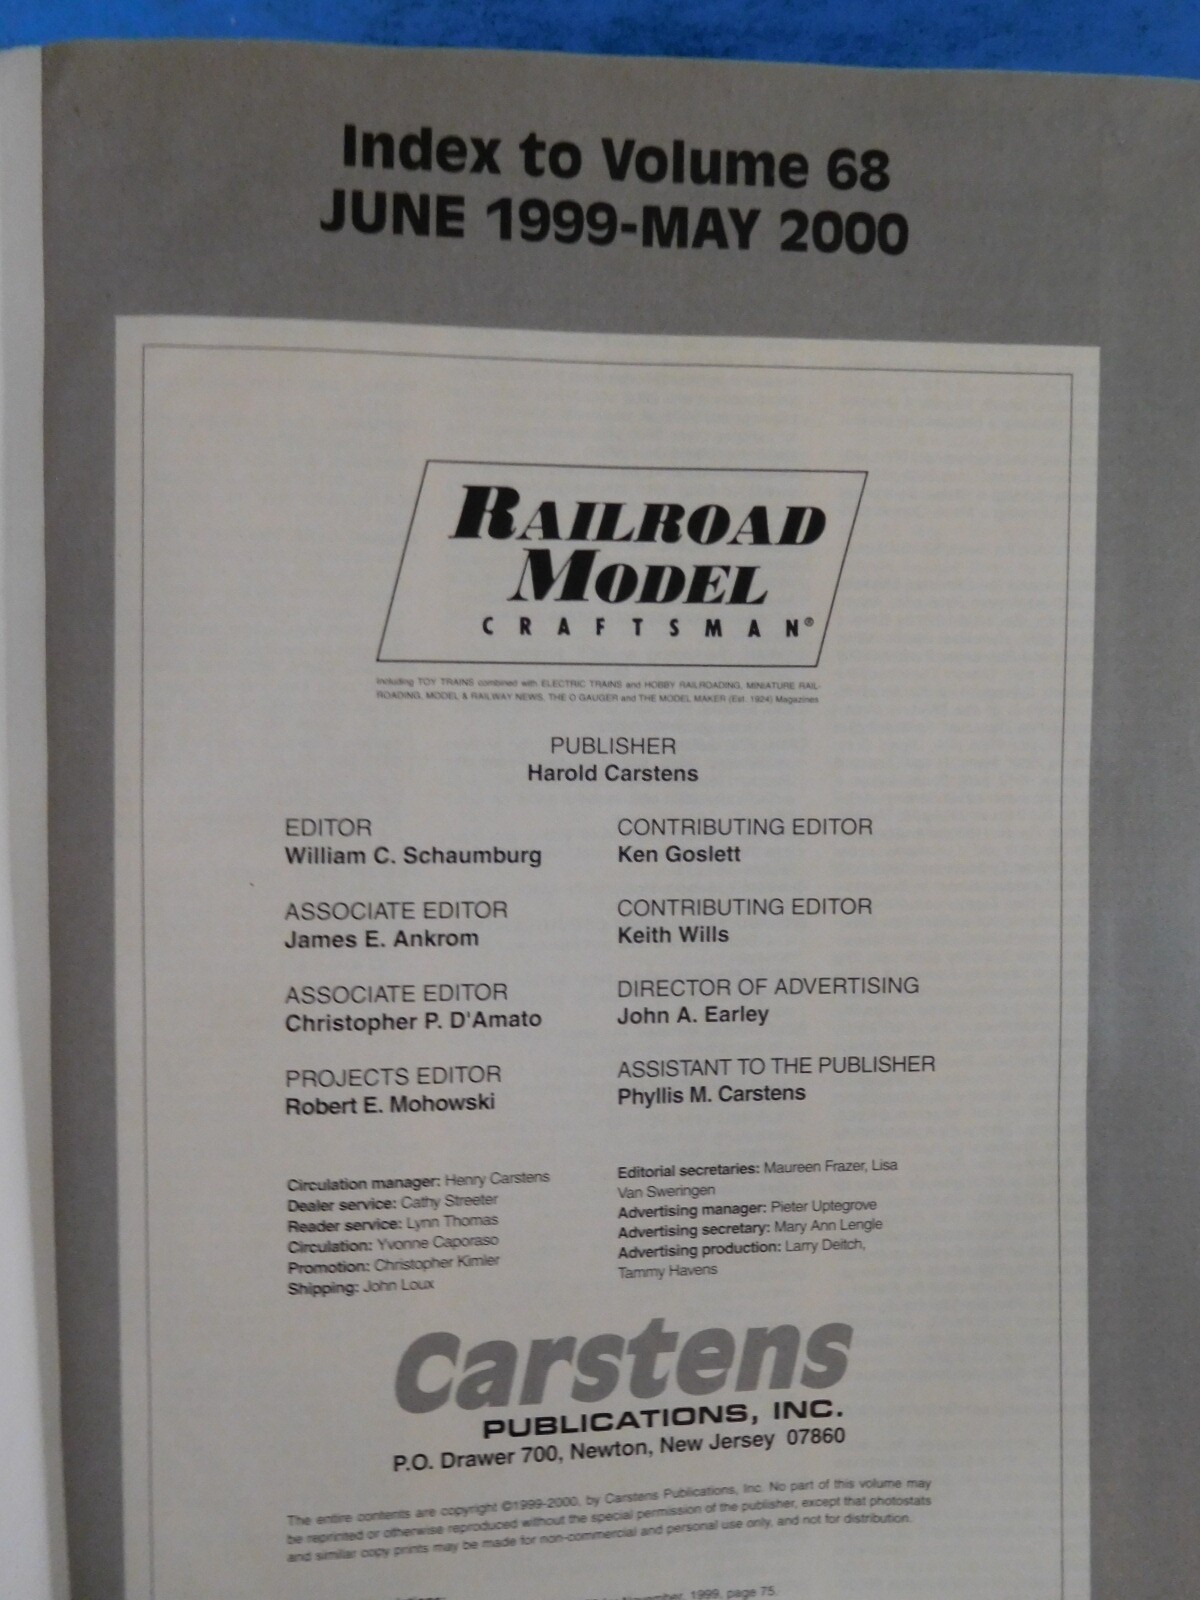 Index to Volume 68
JUNE 1999-MAY 2000
RAILROAD
MODEL
CRAFTSMAN®
Including TOY TRAINS combined with ELECTRIC TRAINS and HOBBY RAILROADING, MINIATURE RAIL-
ROADING, MODEL & RAILWAY NEWS, THE O GAUGER and THE MODEL MAKER (Est. 1924) Magazines
PUBLISHER
Harold Carstens
EDITOR
William C. Schaumburg
ASSOCIATE EDITOR
James E. Ankrom
ASSOCIATE EDITOR
Christopher P. D'Amato
PROJECTS EDITOR
Robert E. Mohowski
CONTRIBUTING EDITOR
Ken Goslett
CONTRIBUTING EDITOR
Keith Wills
DIRECTOR OF ADVERTISING
John A. Earley
ASSISTANT TO THE PUBLISHER
Phyllis M. Carstens
Circulation manager: Henry Carstens
Dealer service: Cathy Streeter
Reader service: Lynn Thomas
Circulation: Yvonne Caporaso
Promotion: Christopher Kimler
Shipping: John Loux
Editorial secretaries: Maureen Frazer, Lisa
Van Sweringen
Advertising manager: Pieter Uptegrove
Advertising secretary: Mary Ann Lengle
Advertising production: Larry Deitch,
Tammy Havens
Carstens
PUBLICATIONS, INC.
P.O. Drawer 700, Newton, New Jersey 07860
The entire contents are copyright ©1999-2000, by Carstens Publications, Inc. No part of this volume may
be reprinted or otherwise reproduced without the special permission of the publisher, except that photostats
and similar copy prints may be made for non-commercial and personal use only, and not for distribution.
November, 1999, page 75.